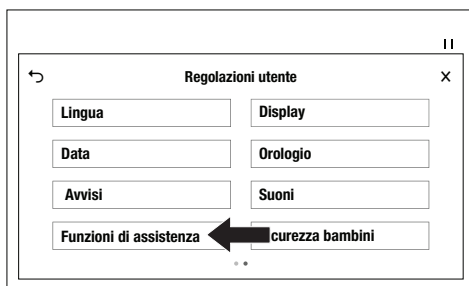 Regolazioni utente
Lingua
Display
Data
Orologio
Avvisi
Suoni
Funzioni di assistenza
curezza bambini